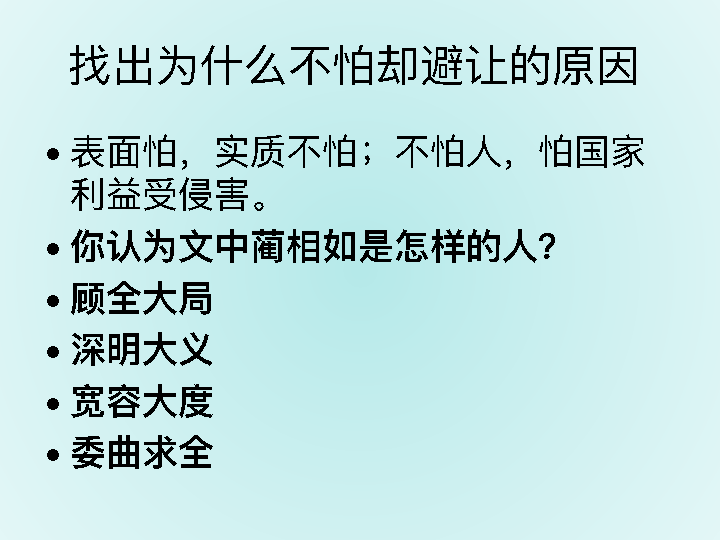 找出为什么不怕却避让的原因
• 表面怕，实质不怕；不怕人，怕国家
利益受侵害。
• 你认为文中蔺相如是怎样的人？
• 顾全大局
• 深明大义
• 宽容大度
• 委曲求全